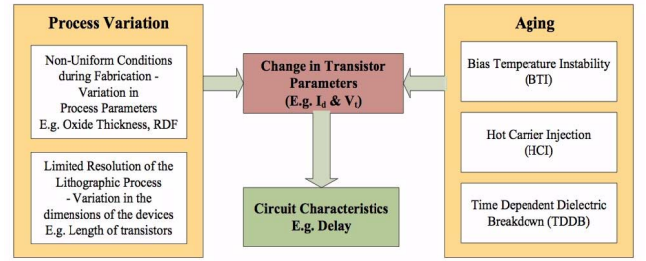 Process Variation
Non-Uniform Conditions
during Fabrication -
Variation in
Process Parameters
E.g. Oxide Thickness, RDF
Limited Resolution of the
Lithographic Process
- Variation in the
dimensions of the devices
E.g. Length of transistors
Change in Transistor
Parameters
(E.g. Id & Vt)
Circuit Characteristics
E.g. Delay
Aging
Bias Temperature Instability
(BTI)
Hot Carrier Injection
(HCI)
Time Dependent Dielectric
Breakdown (TDDB)